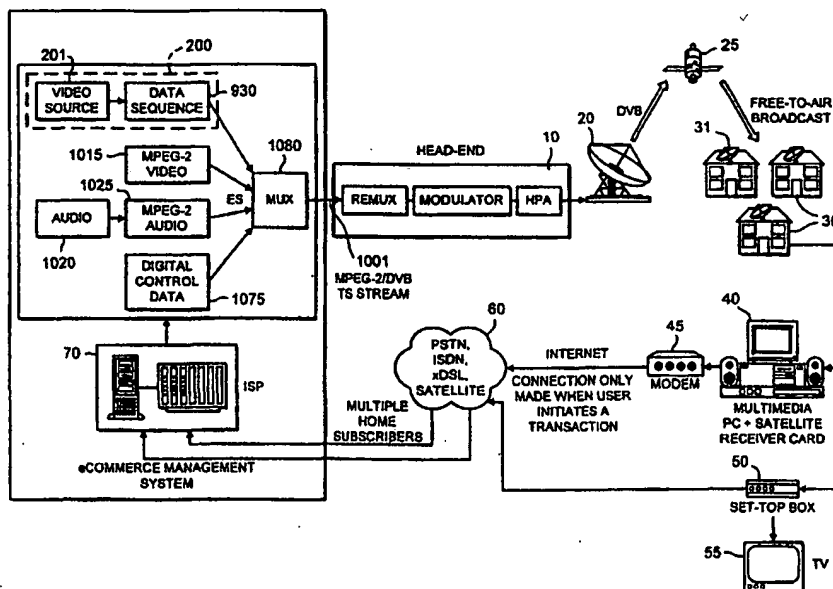 201
200
25
VIDEO
SOURCE
DATA
SEQUENCE
930
DVB
FREE-TO-AIR
BROADCAST
20
31
1015
MPEG-2
VIDEO
1080
HEAD-END
10
1025
ES
MUX
REMUX
MODULATOR
HPA
AUDIO
MPEG-2
AUDIO
30
1020
1001
MPEG-2/DVB
TS STREAM
DIGITAL
CONTROL
DATA
1075
60
40
70
ISP
PSTN,
ISDN,
xDSL,
SATELLITE
INTERNET
45
MODEM
CONNECTION ONLY
MADE WHEN USER
INITIATES A
TRANSACTION
MULTIMEDIA
PC + SATELLITE
RECEIVER CARD
MULTIPLE
HOME
SUBSCRIBERS
eCOMMERCE MANAGEMENT
SYSTEM
50
SET-TOP BOX
55
TV